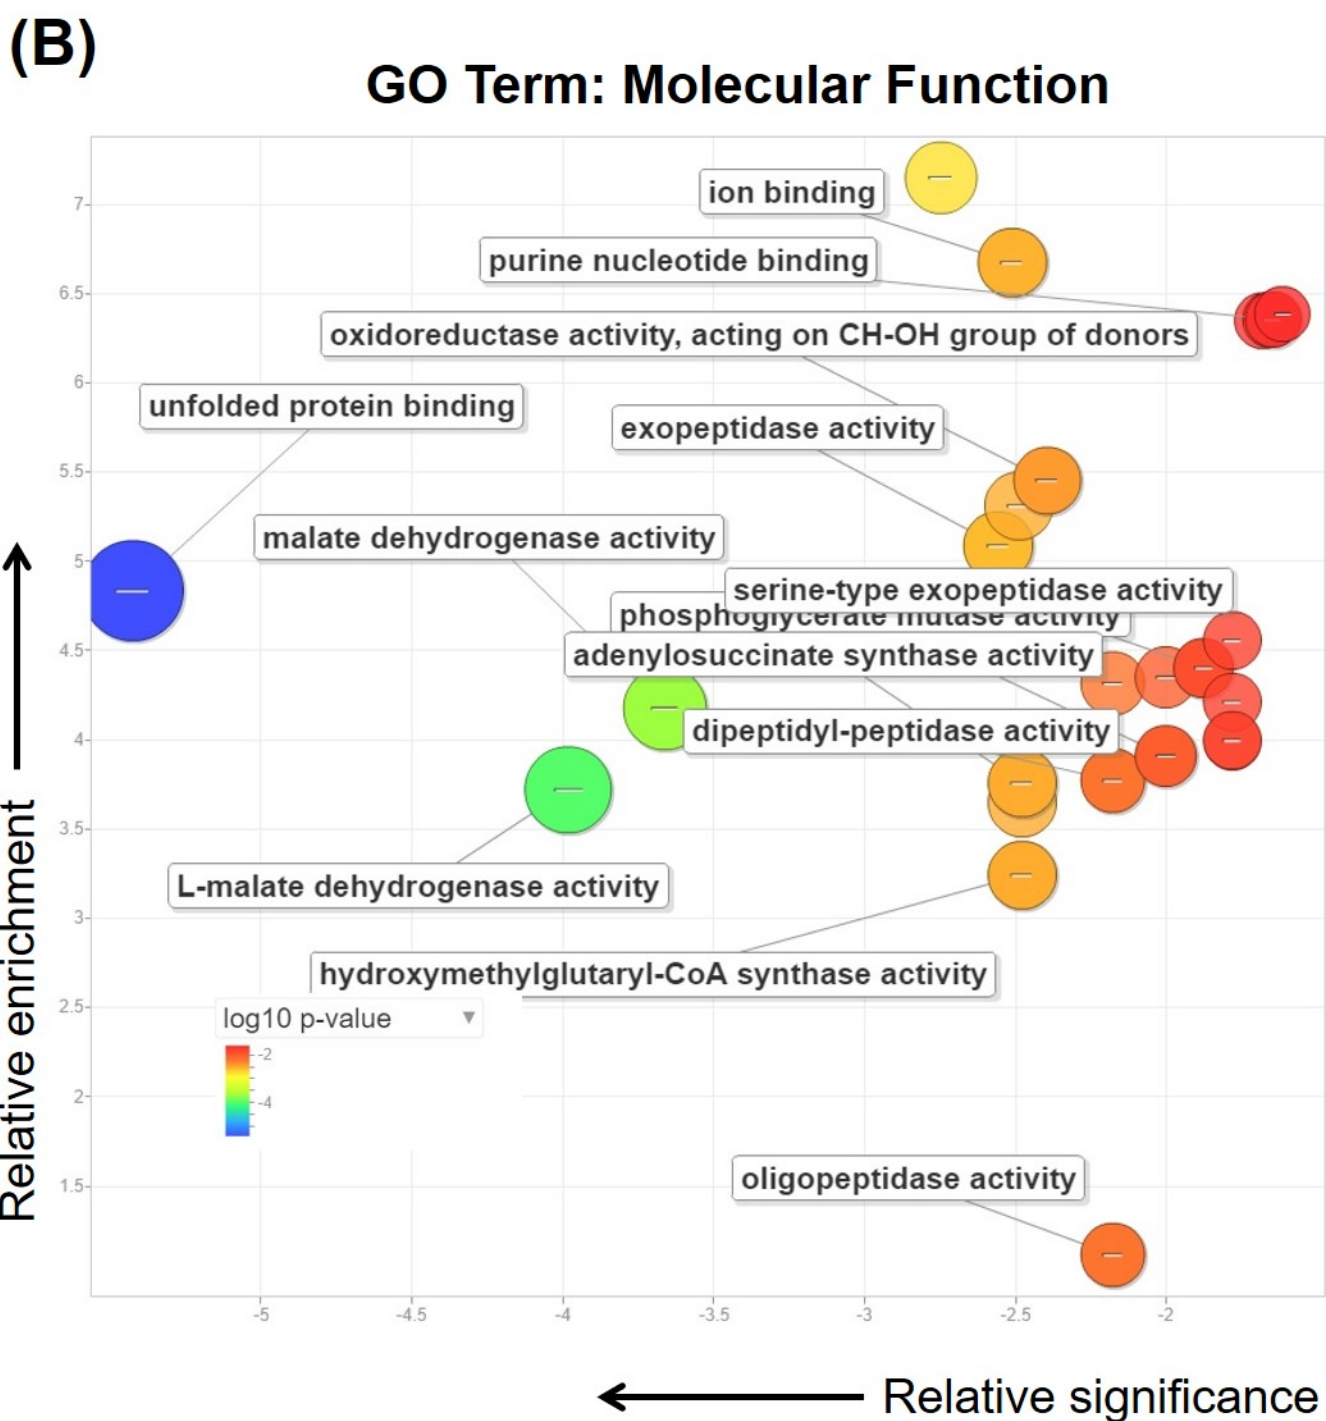 (B)
GO Term: Molecular Function
ion binding
7
purine nucleotide binding
6.5
oxidoreductase activity, acting on CH-OH group of donors
6
unfolded protein binding
exopeptidase activity
5.5
malate dehydrogenase activity
5
serine-type exopeptidase activity
phosphoglycerate mutase activity
4.5
adenylosuccinate synthase activity
dipeptidyl-peptidase activity
4
3.5
L-malate dehydrogenase activity
3
hydroxymethylglutaryl-CoA synthase activity
2.5
log10 p-value
-2
-4
2
oligopeptidase activity
1.5
-5 -4.5 -4 -3.5 -3 -2.5 -2
Relative enrichment
Relative significance